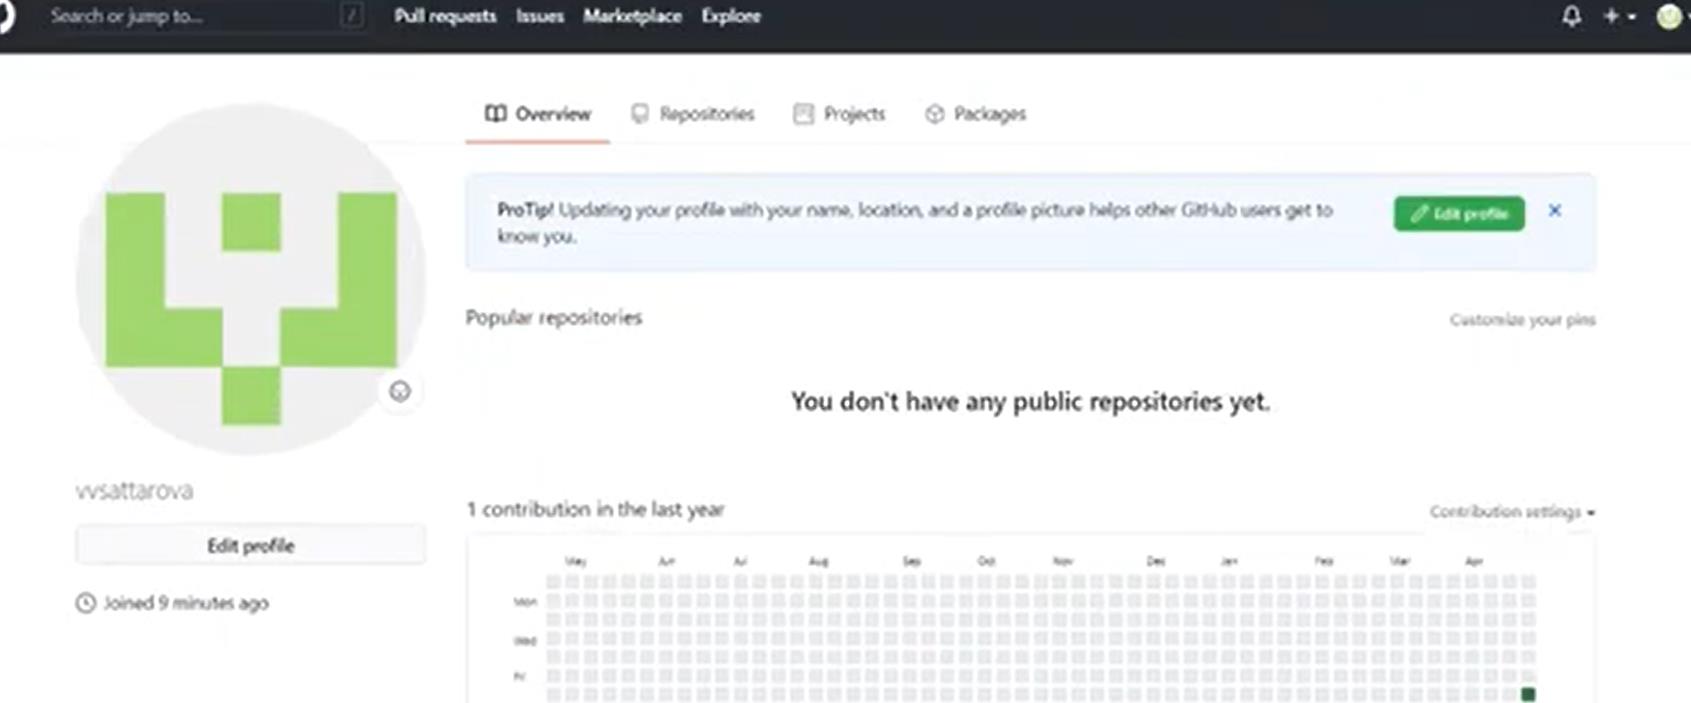 Search or jump to... /
Pull requests Issues Marketplace Explore
Overview Repositories Projects Packages
ProTip! Updating your profile with your name, location, and a profile picture helps other GitHub users get to
know you.
Edit profile
Popular repositories
Customize your pins
You don't have any public repositories yet.
vvsattarova
Edit profile
Joined 9 minutes ago
1 contribution in the last year
Contribution settings
May Jun Jul Aug Sep Oct Nov Dec Jan Feb Mar Apr
Mon
Wed
Fri